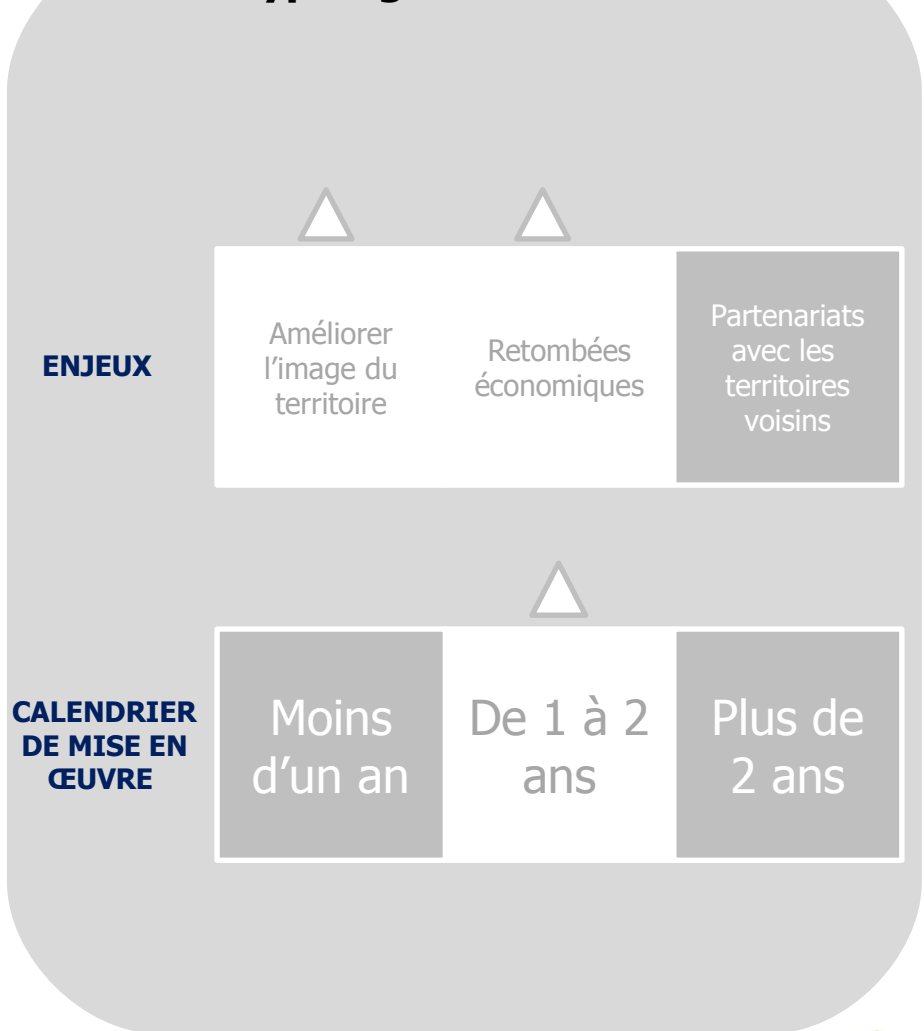 ENJEUX
Améliorer
l'image du
territoire
Retombées
économiques
Partenariats
avec les
territoires
voisins
CALENDRIER
DE MISE EN
ŒUVRE
Moins
d'un an
De 1 à 2
ans
Plus de
2 ans